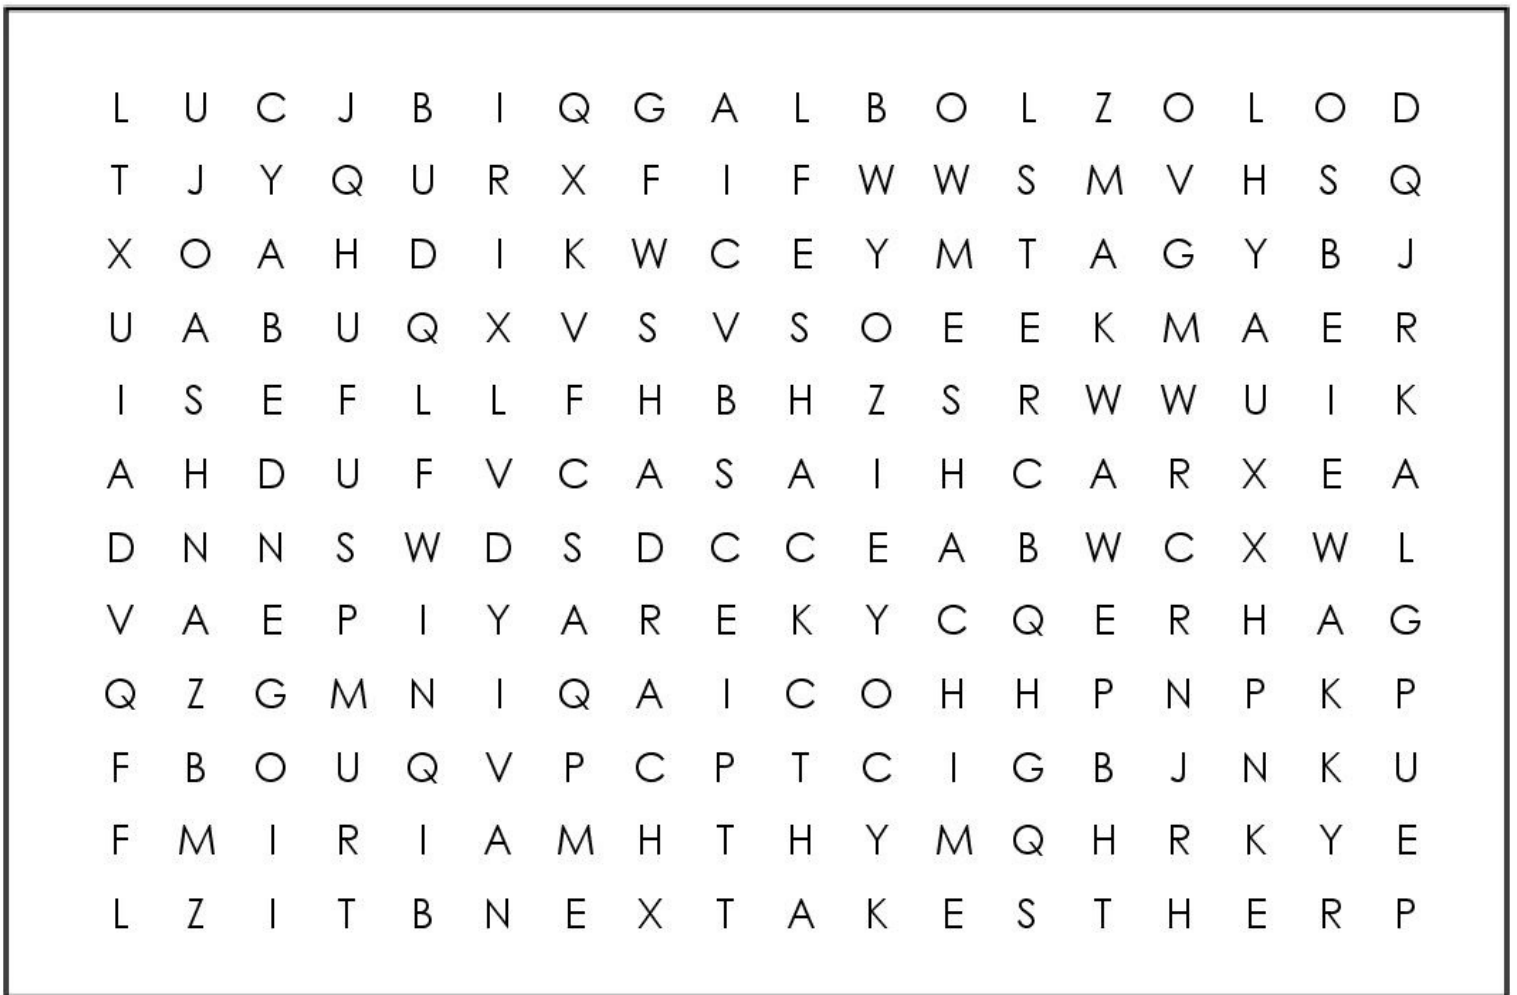 L U C J B I Q G A L B O L Z O L O D
T J Y Q U R X F I F W W S M V H S Q
X O A H D I K W C E Y M T A G Y B J
U A B U Q X V S V S O E E K M A E R
I S E F L L F H B H Z S R W W U I K
A H D U F V C A S A I H C A R X E A
D N N S W D S D C C E A B W C X W L
V A E P I Y A R E K Y C Q E R H A G
Q Z G M N I Q A I C O H H P N P K P
F B O U Q V P C P T C I G B J N K U
F M I R I A M H T H Y M Q H R K Y E
L Z I T B N E X T A K E S T H E R P